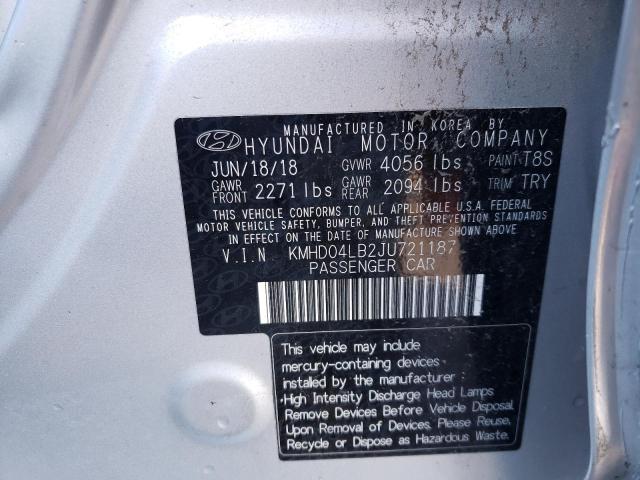 MANUFACTURED IN KOREA BY
HYUNDAI MOTOR COMPANY
JUN/18/18 GVWR 4056 lbs PAINT T8S
GAWR FRONT 2271 lbs GAWR REAR 2094 lbs TRIM TRY
THIS VEHICLE CONFORMS TO ALL APPLICABLE U.S.A. FEDERAL
MOTOR VEHICLE SAFETY, BUMPER, AND THEFT PREVENTION STANDARDS
IN EFFECT ON THE DATE OF MANUFACTURE SHOWN ABOVE.
V.I.N KMHD04LB2JU721187
PASSENGER CAR
This vehicle may include
mercury-containing devices
installed by the manufacturer :
- High Intensity Discharge Head Lamps
Remove Devices Before Vehicle Disposal.
Upon Removal of Devices. Please Reuse,
Recycle or Dispose as Hazardous Waste.